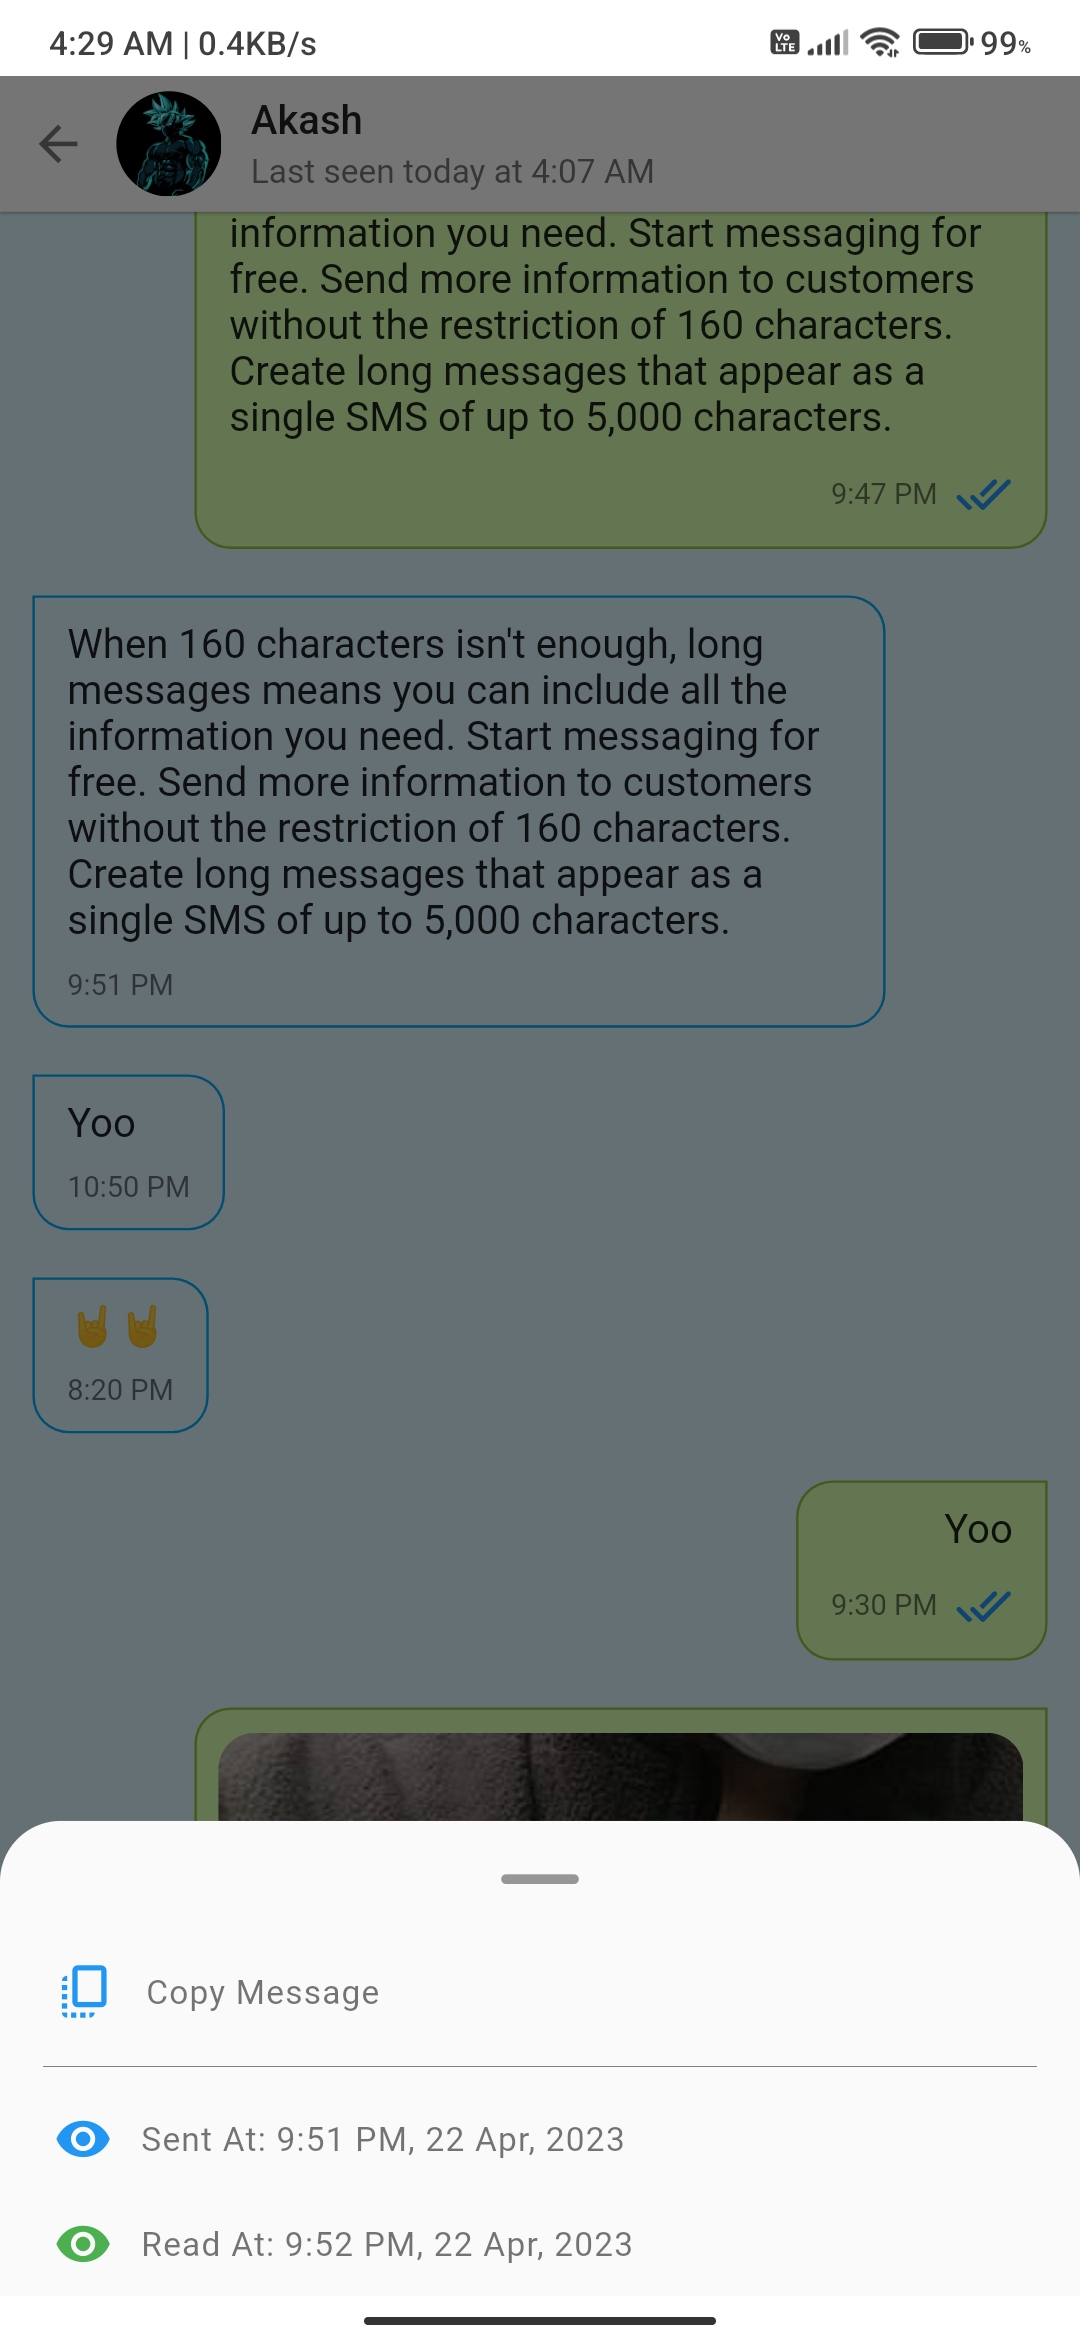 4:29 AM | 0.4KB/s
Vo LTE
99%
Akash
Last seen today at 4:07 AM
information you need. Start messaging for
free. Send more information to customers
without the restriction of 160 characters.
Create long messages that appear as a
single SMS of up to 5,000 characters.
9:47 PM
When 160 characters isn't enough, long
messages means you can include all the
information you need. Start messaging for
free. Send more information to customers
without the restriction of 160 characters.
Create long messages that appear as a
single SMS of up to 5,000 characters.
9:51 PM
Yoo
10:50 PM
🤘🤘
8:20 PM
Yoo
9:30 PM
Copy Message
Sent At: 9:51 PM, 22 Apr, 2023
Read At: 9:52 PM, 22 Apr, 2023